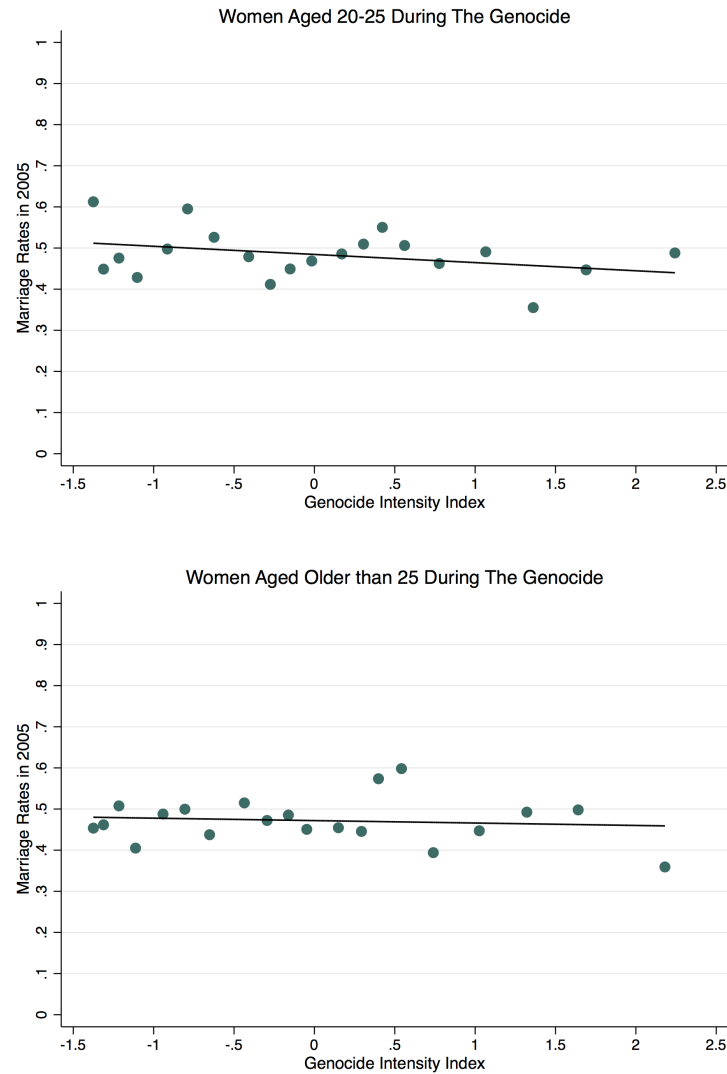 Women Aged 20-25 During The Genocide
Marriage Rates in 2005
1
.9
.8
.7
.6
.5
.4
.3
.2
.1
0
-1.5 -1 -.5 0 .5 1 1.5 2 2.5
Genocide Intensity Index
Women Aged Older than 25 During The Genocide
Marriage Rates in 2005
1
.9
.8
.7
.6
.5
.4
.3
.2
.1
0
-1.5 -1 -.5 0 .5 1 1.5 2 2.5
Genocide Intensity Index